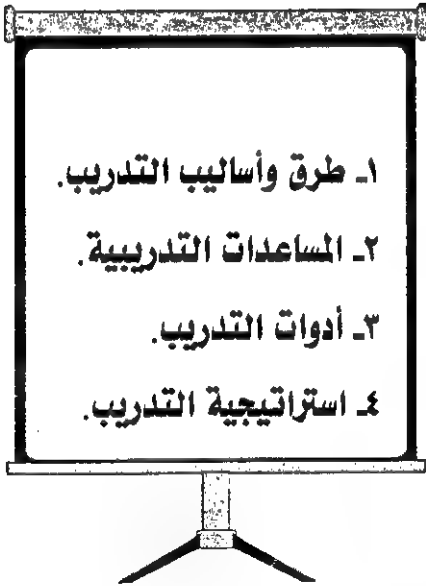 ١ـ طرق وأساليب التدريب.
٢ـ المساعدات التدريبية.
٣ـ أدوات التدريب.
٤ـ استراتيجية التدريب.